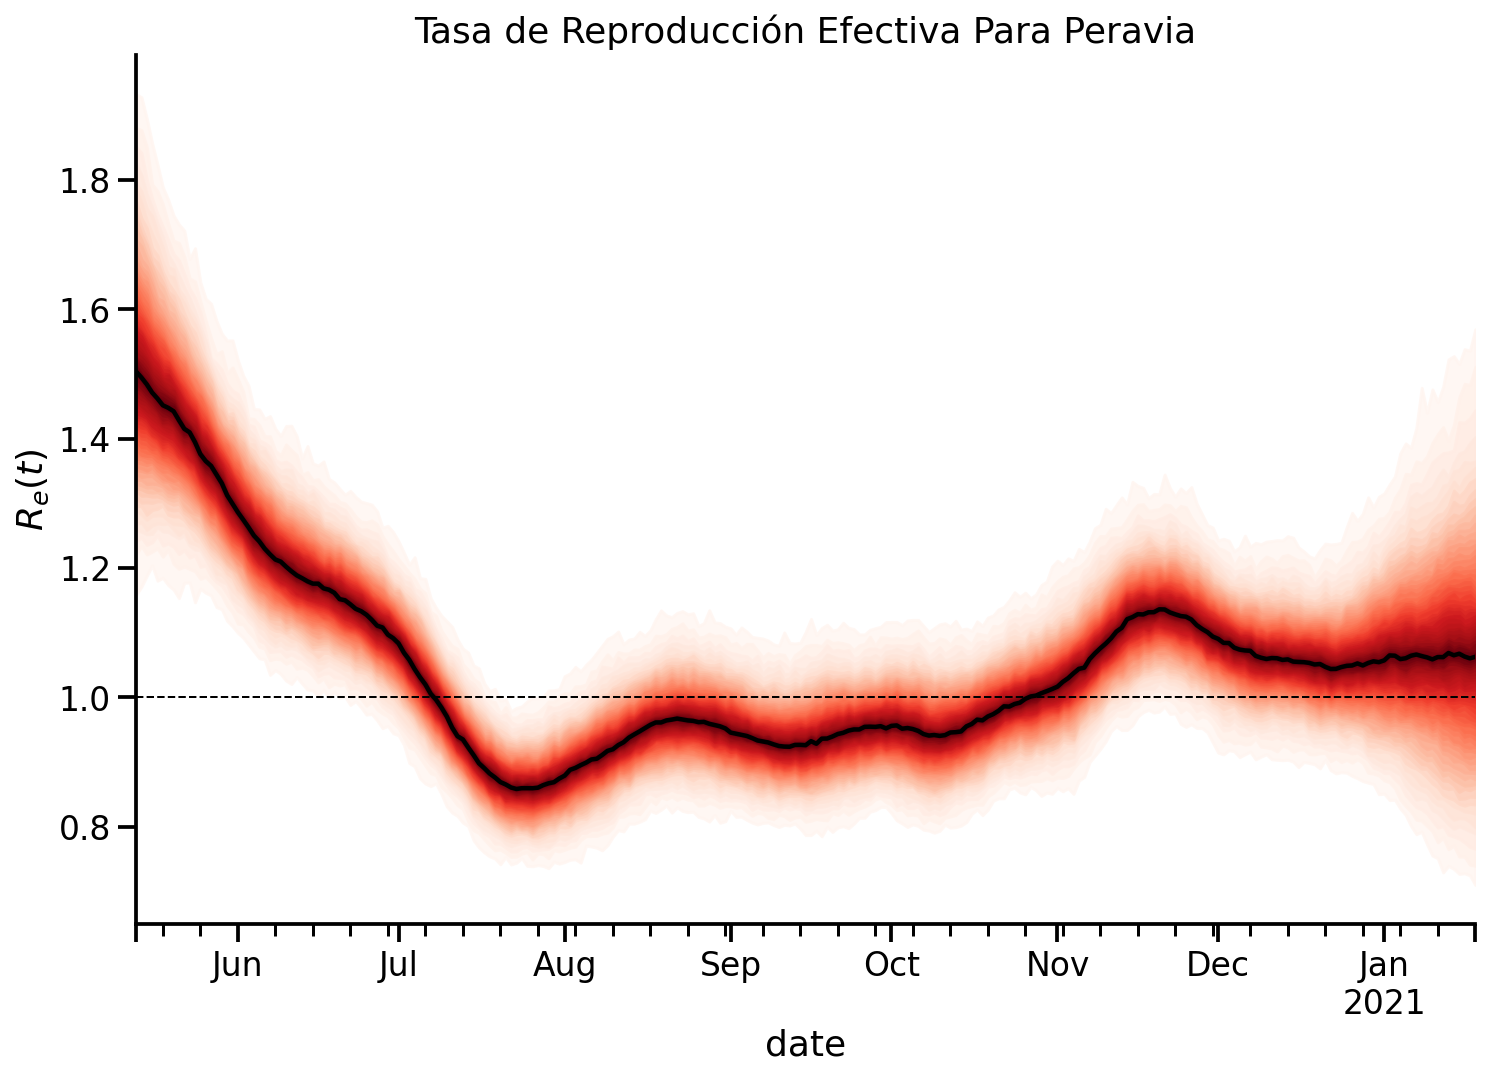 Tasa de Reproducción Efectiva Para Peravia
1.8
1.6
1.4
1.2
1.0
0.8
Rₑ(t)
Jun Jul Aug Sep Oct Nov Dec Jan
2021
date